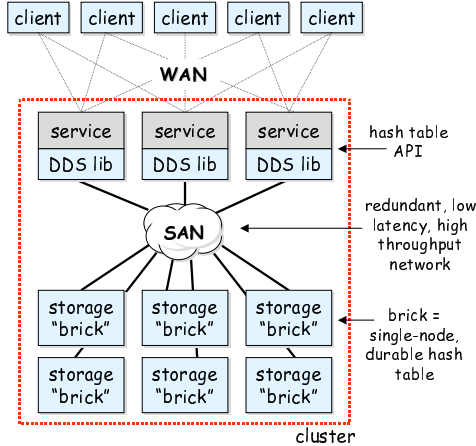 client client client client client
WAN
service service service
DDS lib DDS lib DDS lib
hash table
API
SAN
redundant, low
latency, high
throughput
network
storage storage storage
"brick" "brick" "brick"
storage storage storage
"brick" "brick" "brick"
brick =
single-node,
durable hash
table
cluster